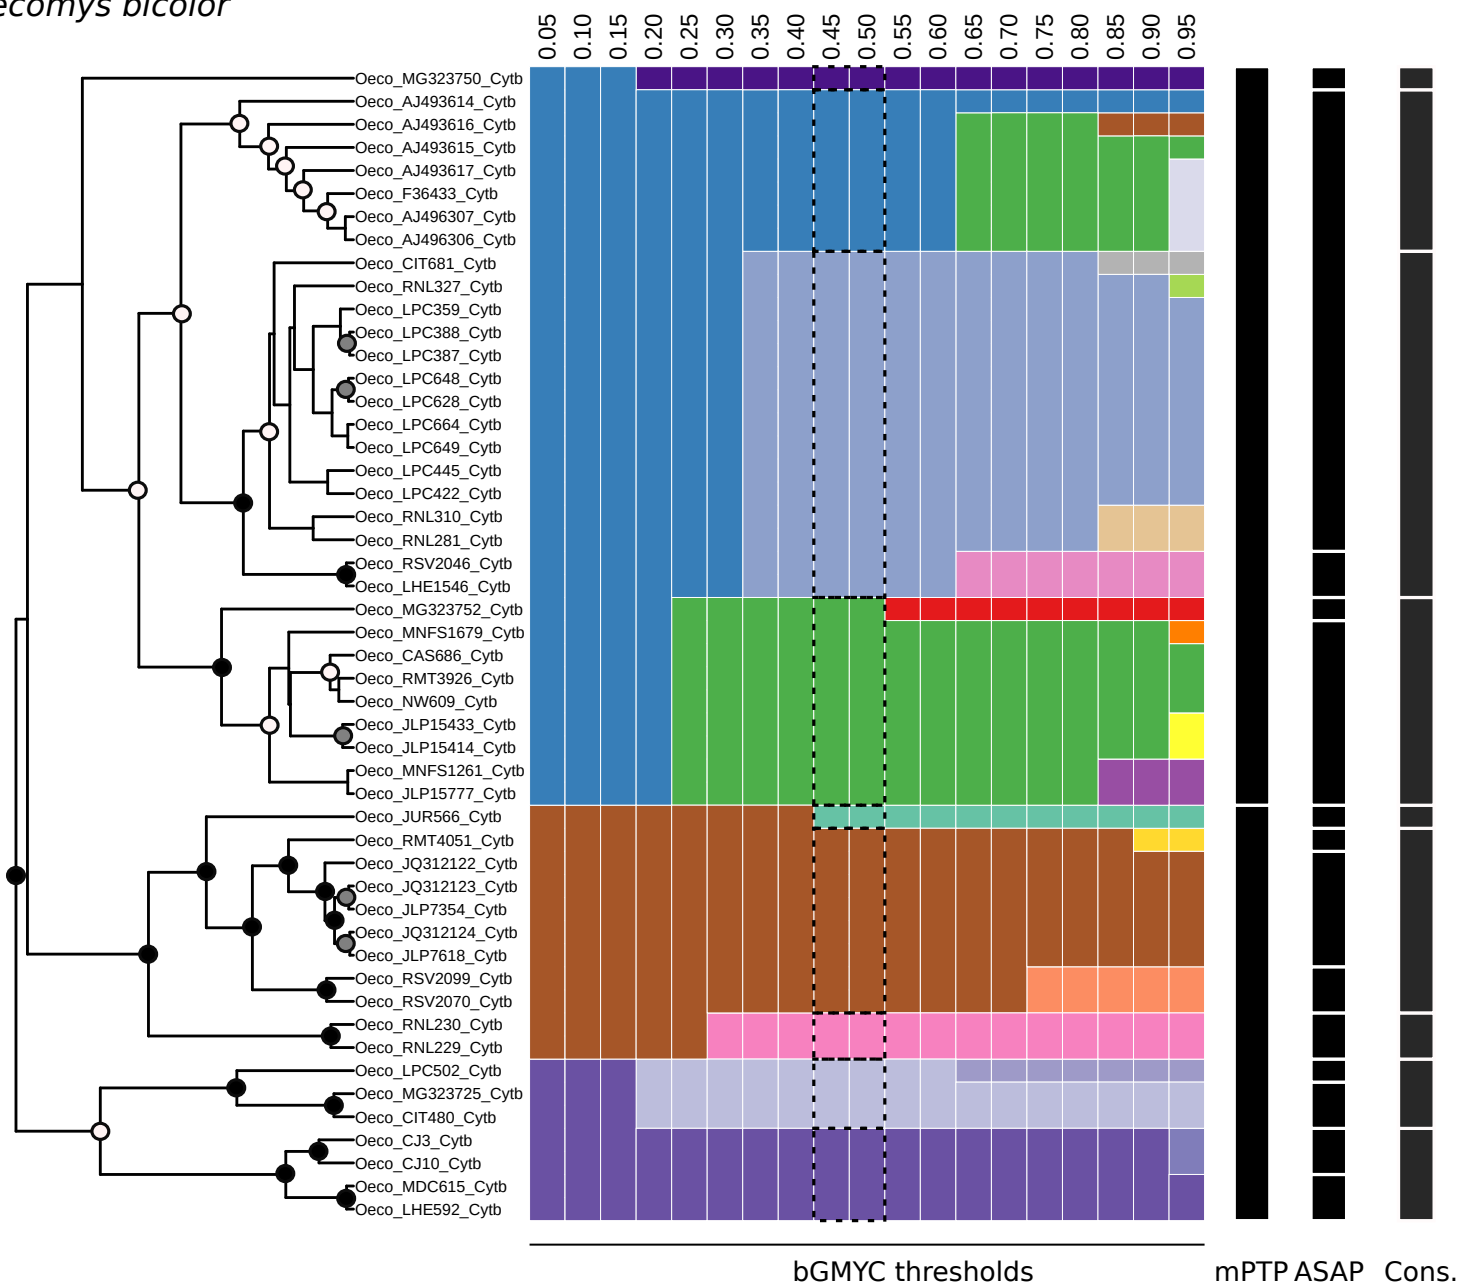 ecomys bicolor
0.05 0.10 0.15 0.20 0.25 0.30 0.35 0.40 0.45 0.50 0.55 0.60 0.65 0.70 0.75 0.80 0.85 0.90 0.95
Oeco_MG323750_Cytb
Oeco_AJ493614_Cytb
Oeco_AJ493616_Cytb
Oeco_AJ493615_Cytb
Oeco_AJ493617_Cytb
Oeco_F36433_Cytb
Oeco_AJ496307_Cytb
Oeco_AJ496306_Cytb
Oeco_CIT681_Cytb
Oeco_RNL327_Cytb
Oeco_LPC359_Cytb
Oeco_LPC388_Cytb
Oeco_LPC387_Cytb
Oeco_LPC648_Cytb
Oeco_LPC628_Cytb
Oeco_LPC664_Cytb
Oeco_LPC649_Cytb
Oeco_LPC445_Cytb
Oeco_LPC422_Cytb
Oeco_RNL310_Cytb
Oeco_RNL281_Cytb
Oeco_RSV2046_Cytb
Oeco_LHE1546_Cytb
Oeco_MG323752_Cytb
Oeco_MNFS1679_Cytb
Oeco_CAS686_Cytb
Oeco_RMT3926_Cytb
Oeco_NW609_Cytb
Oeco_JLP15433_Cytb
Oeco_JLP15414_Cytb
Oeco_MNFS1261_Cytb
Oeco_JLP15777_Cytb
Oeco_JUR566_Cytb
Oeco_RMT4051_Cytb
Oeco_JQ312122_Cytb
Oeco_JQ312123_Cytb
Oeco_JLP7354_Cytb
Oeco_JQ312124_Cytb
Oeco_JLP7618_Cytb
Oeco_RSV2099_Cytb
Oeco_RSV2070_Cytb
Oeco_RNL230_Cytb
Oeco_RNL229_Cytb
Oeco_LPC502_Cytb
Oeco_MG323725_Cytb
Oeco_CIT480_Cytb
Oeco_CJ3_Cytb
Oeco_CJ10_Cytb
Oeco_MDC615_Cytb
Oeco_LHE592_Cytb
bGMYC thresholds mPTP ASAP Cons.